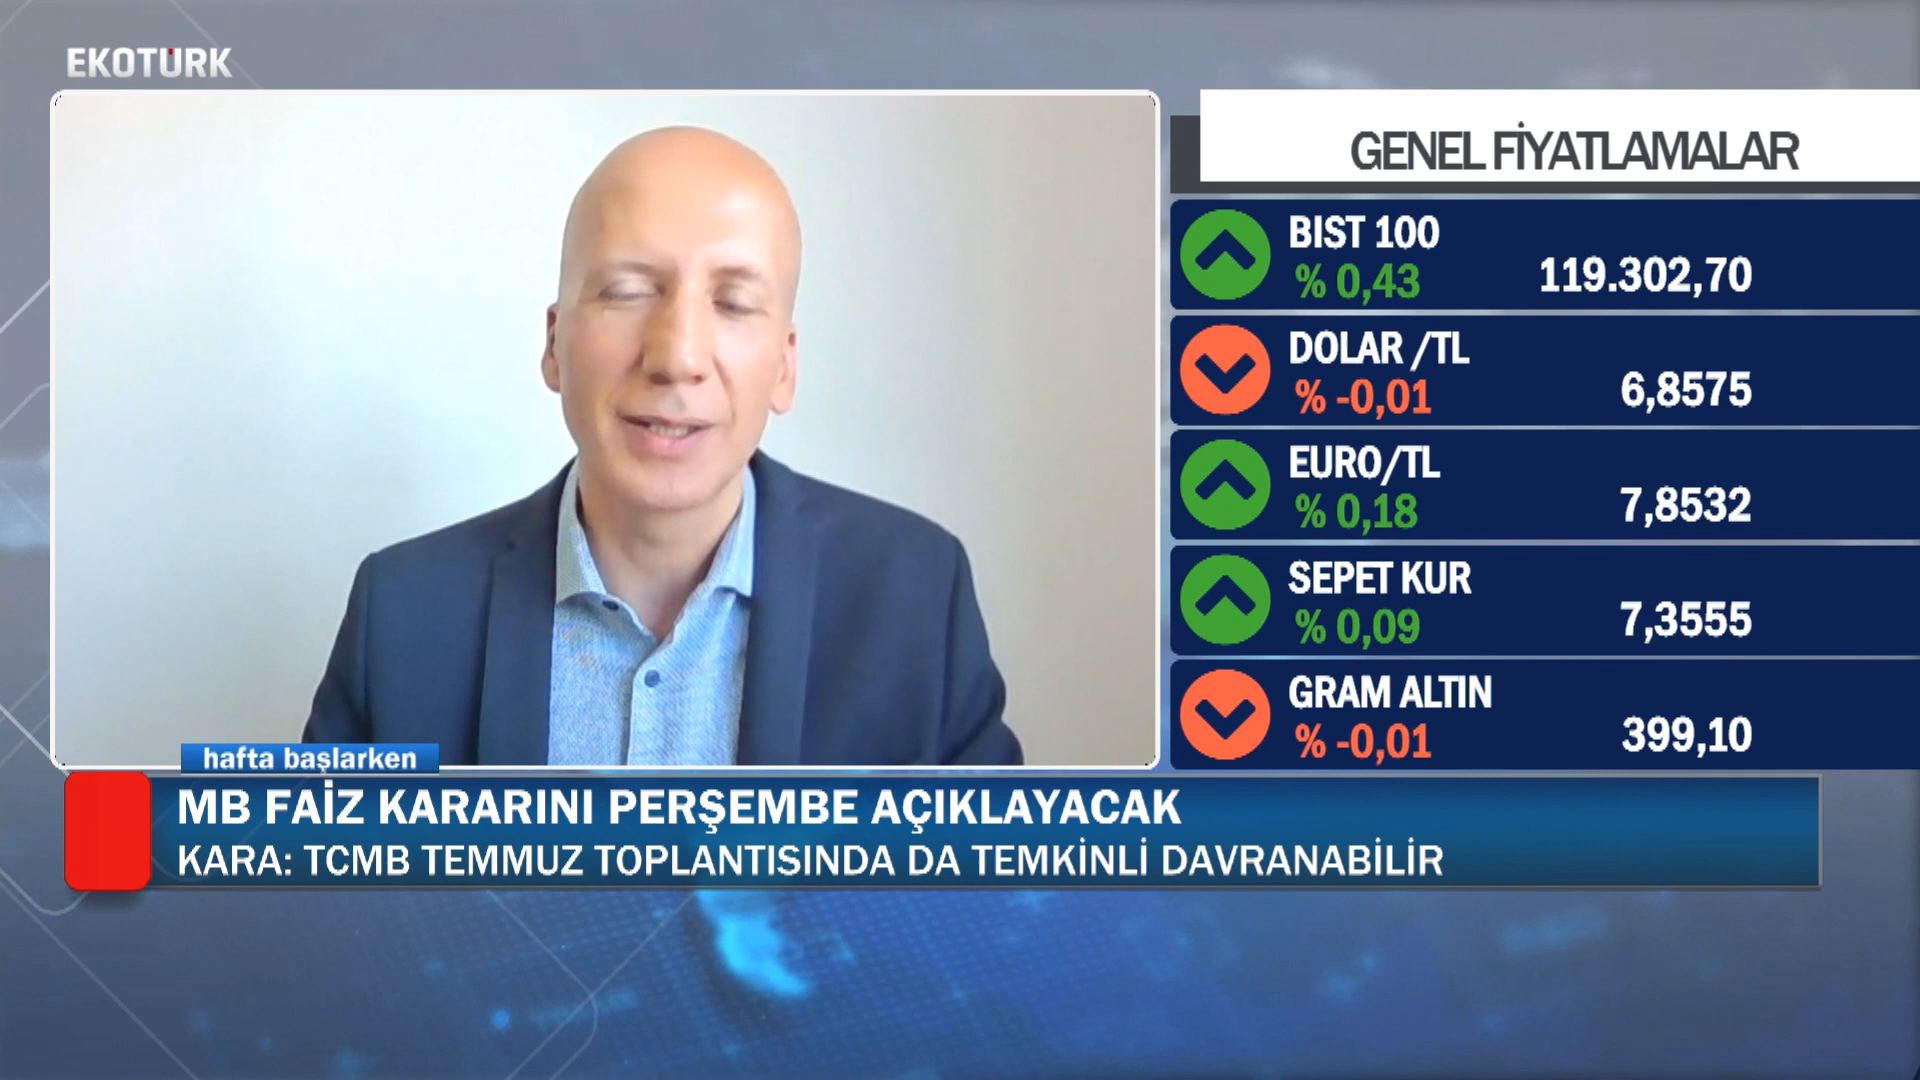 EKOTÜRK
GENEL FİYATLAMALAR
BIST 100
% 0,43
119.302,70
DOLAR /TL
% -0,01
6,8575
EURO/TL
% 0,18
7,8532
SEPET KUR
% 0,09
7,3555
GRAM ALTIN
% -0,01
399,10
hafta başlarken
MB FAİZ KARARINI PERŞEMBE AÇIKLAYACAK
KARA: TCMB TEMMUZ TOPLANTISINDA DA TEMKİNLİ DAVRANABİLİR